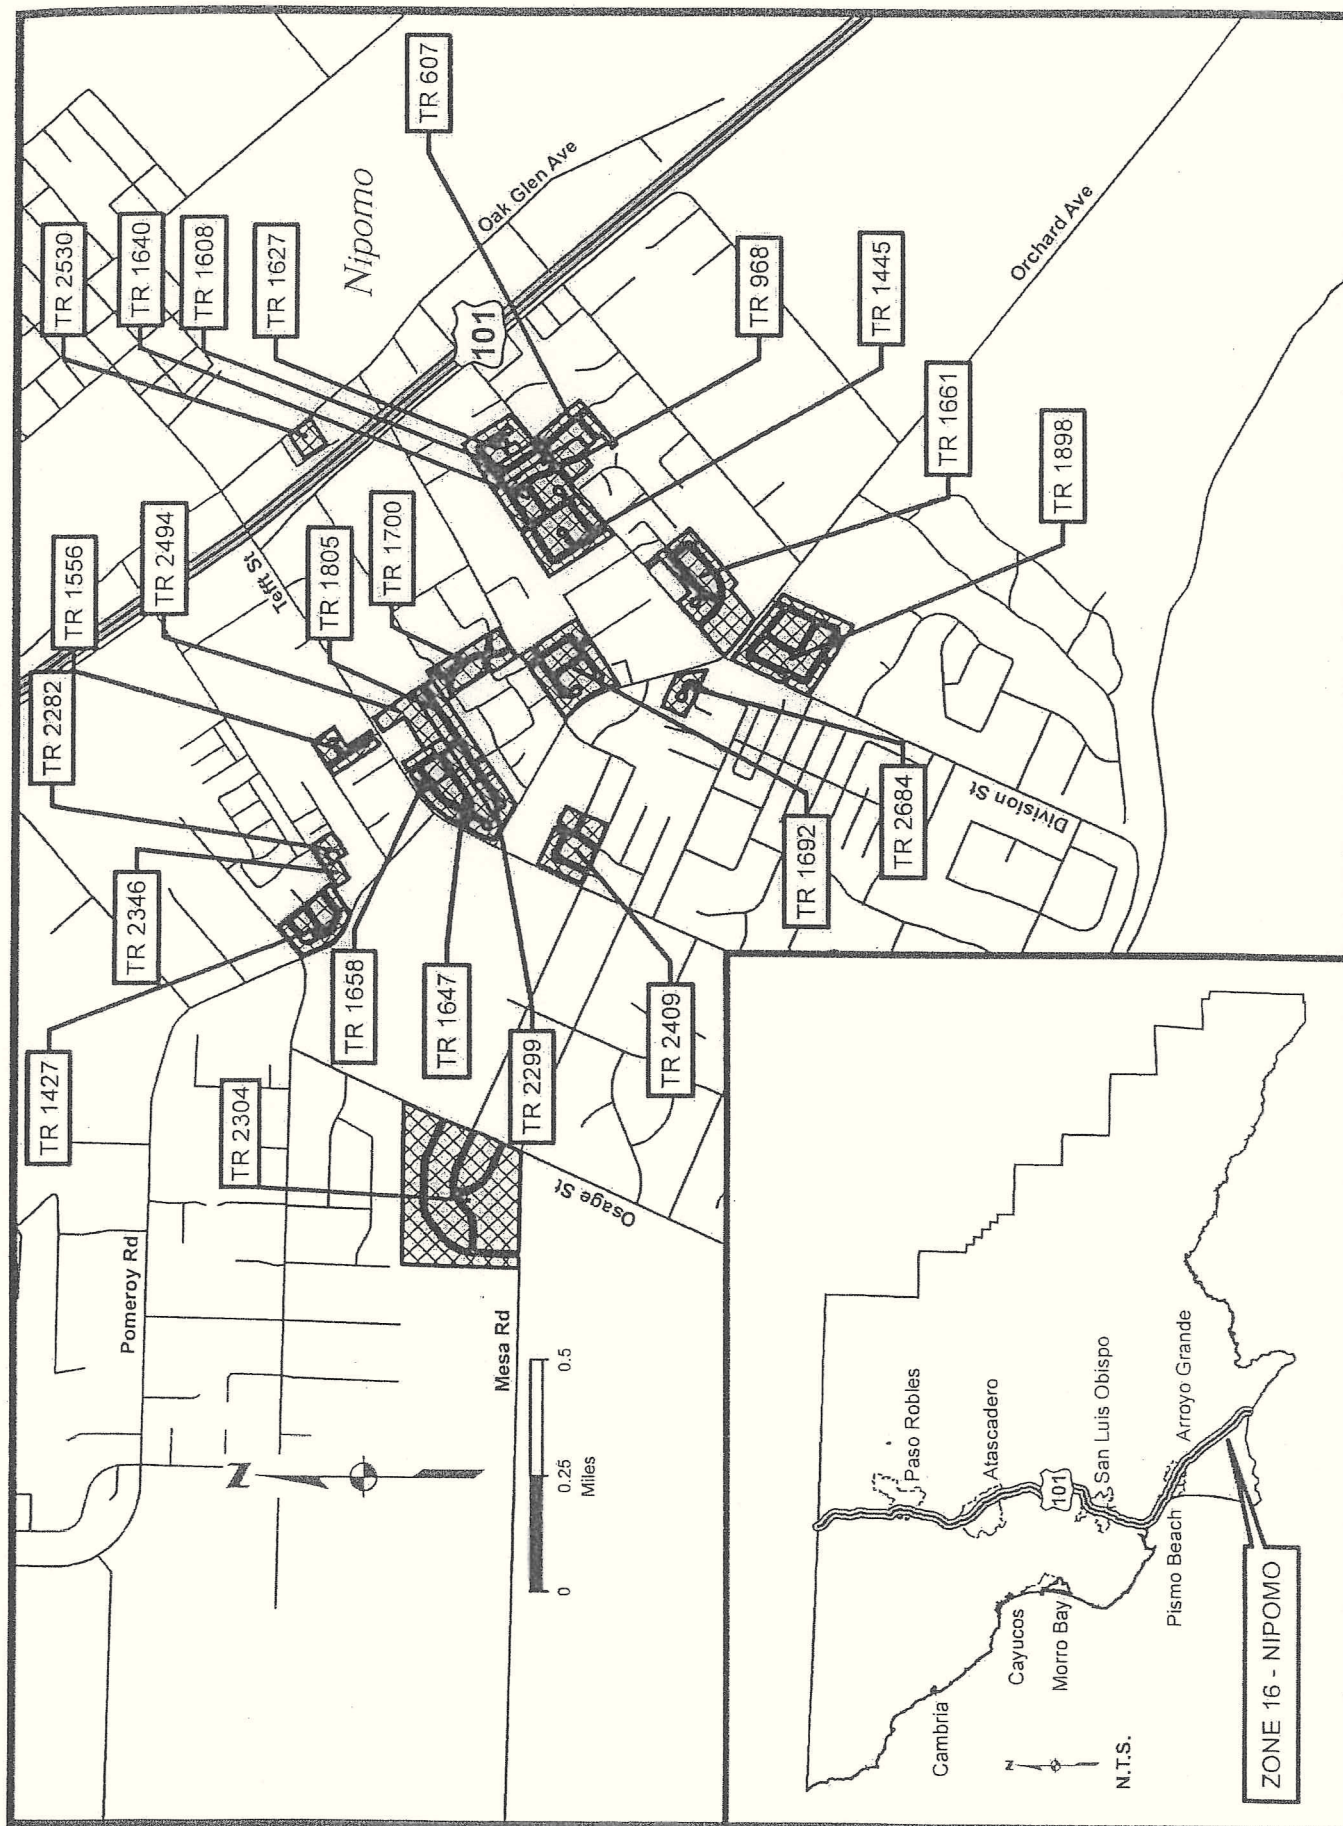 TR 607
TR 2530
TR 1640
TR 1608
TR 1627
Nipomo
Oak Glen Ave
101
TR 968
TR 1445
Orchard Ave
TR 1661
TR 1898
TR 1556
TR 2494
TR 1805
TR 1700
Tefft St
TR 2282
TR 2346
TR 1427
TR 1658
TR 1647
TR 2299
TR 2409
TR 1692
TR 2684
Division St
TR 2304
Osage St
Pomeroy Rd
Mesa Rd
Z
0
0.25
0.5
Miles
Paso Robles
Atascadero
101
San Luis Obispo
Arroyo Grande
Pismo Beach
Cayucos
Morro Bay
Cambria
Z
N.T.S.
ZONE 16 - NIPOMO